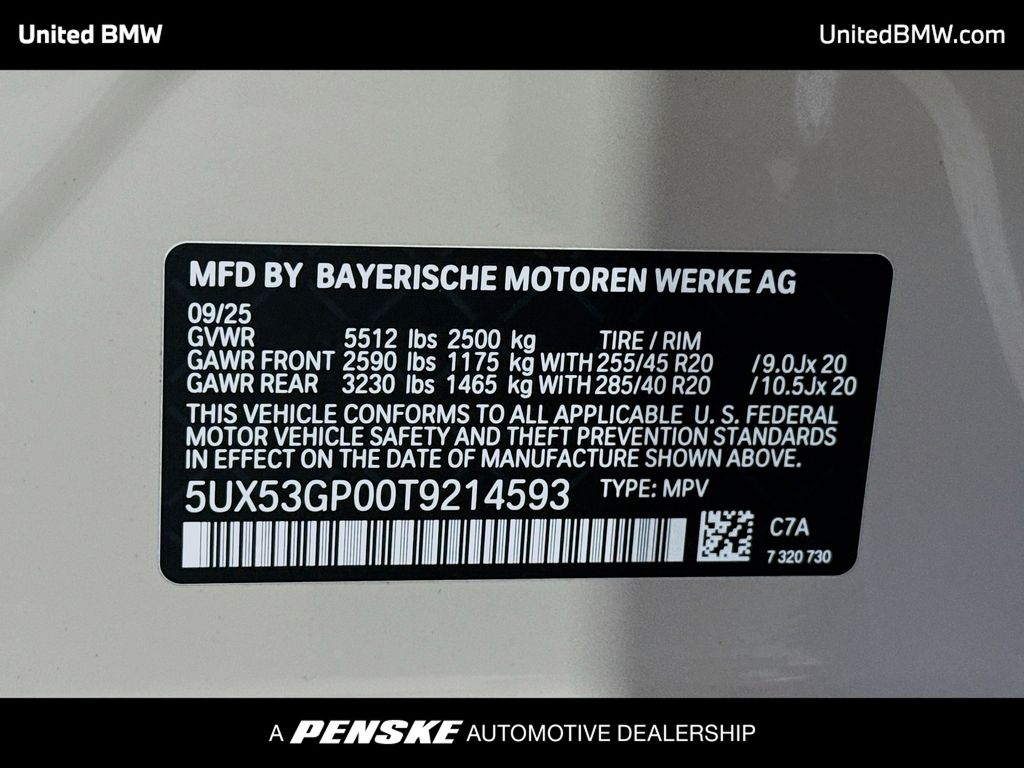 United BMW
UnitedBMW.com
MFD BY BAYERISCHE MOTOREN WERKE AG
09/25
GVWR 5512 lbs 2500 kg TIRE / RIM
GAWR FRONT 2590 lbs 1175 kg WITH 255/45 R20 /9.0Jx 20
GAWR REAR 3230 lbs 1465 kg WITH 285/40 R20 /10.5Jx 20
THIS VEHICLE CONFORMS TO ALL APPLICABLE U. S. FEDERAL
MOTOR VEHICLE SAFETY AND THEFT PREVENTION STANDARDS
IN EFFECT ON THE DATE OF MANUFACTURE SHOWN ABOVE.
5UX53GP00T9214593 TYPE: MPV
C7A
7 320 730
A PENSKE AUTOMOTIVE DEALERSHIP